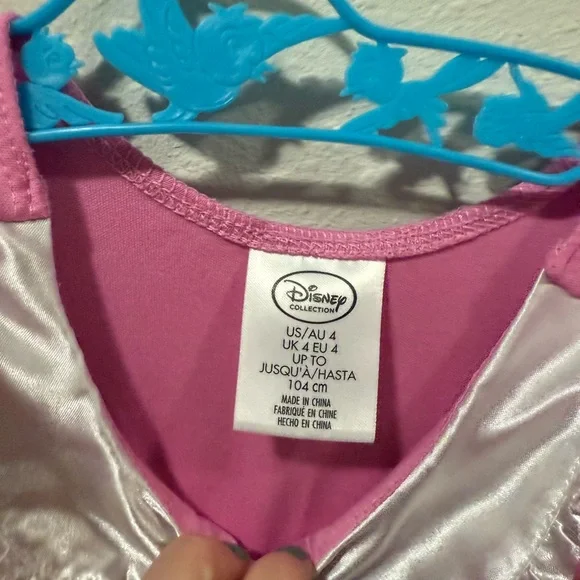 Disney
COLLECTION
US/AU 4
UK 4 EU 4
UP TO
JUSQU'À/HASTA
104 cm
MADE IN CHINA
FABRIQUÉ EN CHINE
HECHO EN CHINA